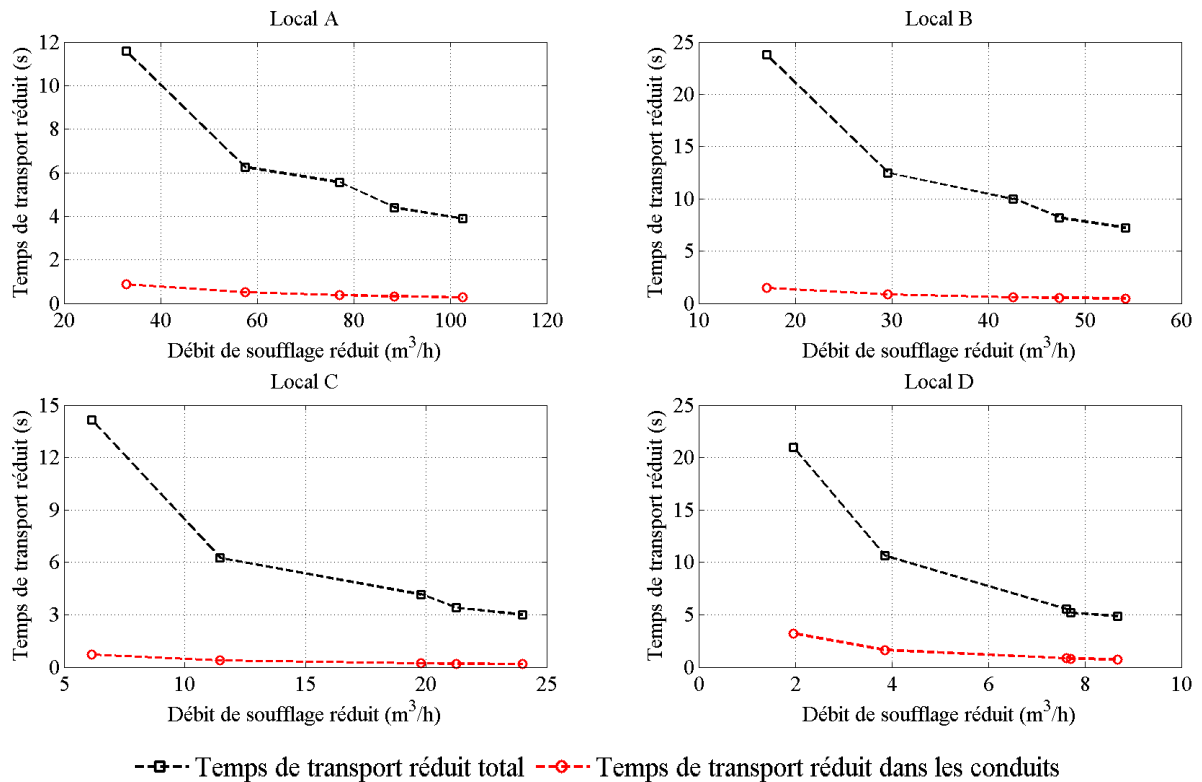 Local A
Temps de transport réduit (s)
12
10
8
6
4
2
0
20 40 60 80 100 120
Débit de soufflage réduit (m³/h)
Local B
Temps de transport réduit (s)
25
20
15
10
5
0
10 20 30 40 50 60
Débit de soufflage réduit (m³/h)
Local C
Temps de transport réduit (s)
15
12
9
6
3
0
5 10 15 20 25
Débit de soufflage réduit (m³/h)
Local D
Temps de transport réduit (s)
25
20
15
10
5
0
0 2 4 6 8 10
Débit de soufflage réduit (m³/h)
Temps de transport réduit total
Temps de transport réduit dans les conduits